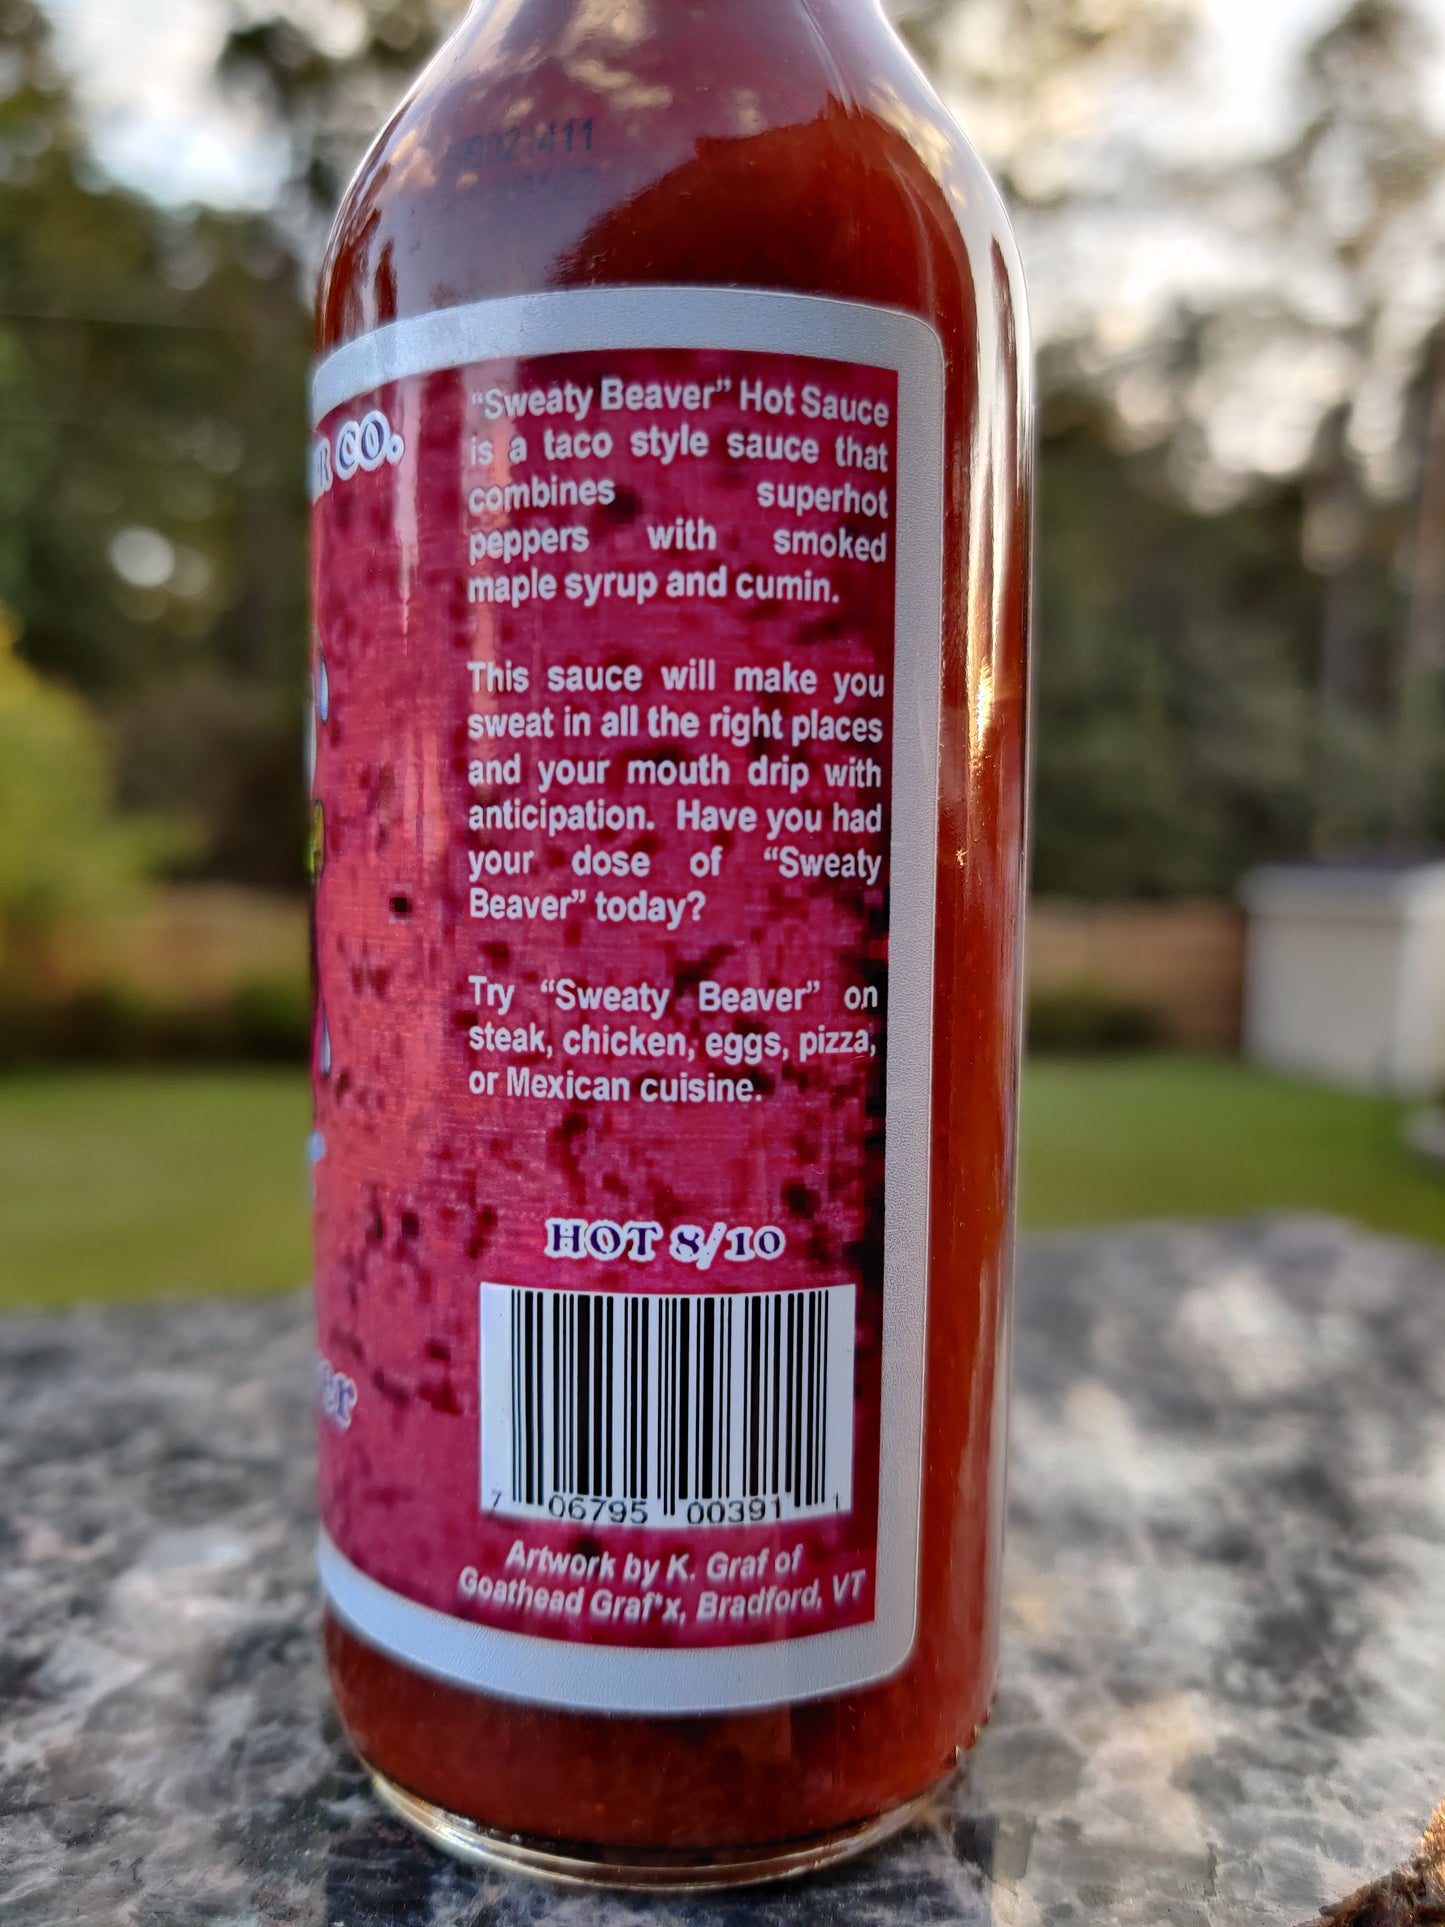 CO.
“Sweaty Beaver” Hot Sauce
is a taco style sauce that
combines superhot
peppers with smoked
maple syrup and cumin.
This sauce will make you
sweat in all the right places
and your mouth drip with
anticipation. Have you had
your dose of “Sweaty
Beaver” today?
Try “Sweaty Beaver” on
steak, chicken, eggs, pizza,
or Mexican cuisine.
HOT 8/10
7 06795 00391 1
Artwork by K. Graf of
Goathead Graf*x, Bradford, VT